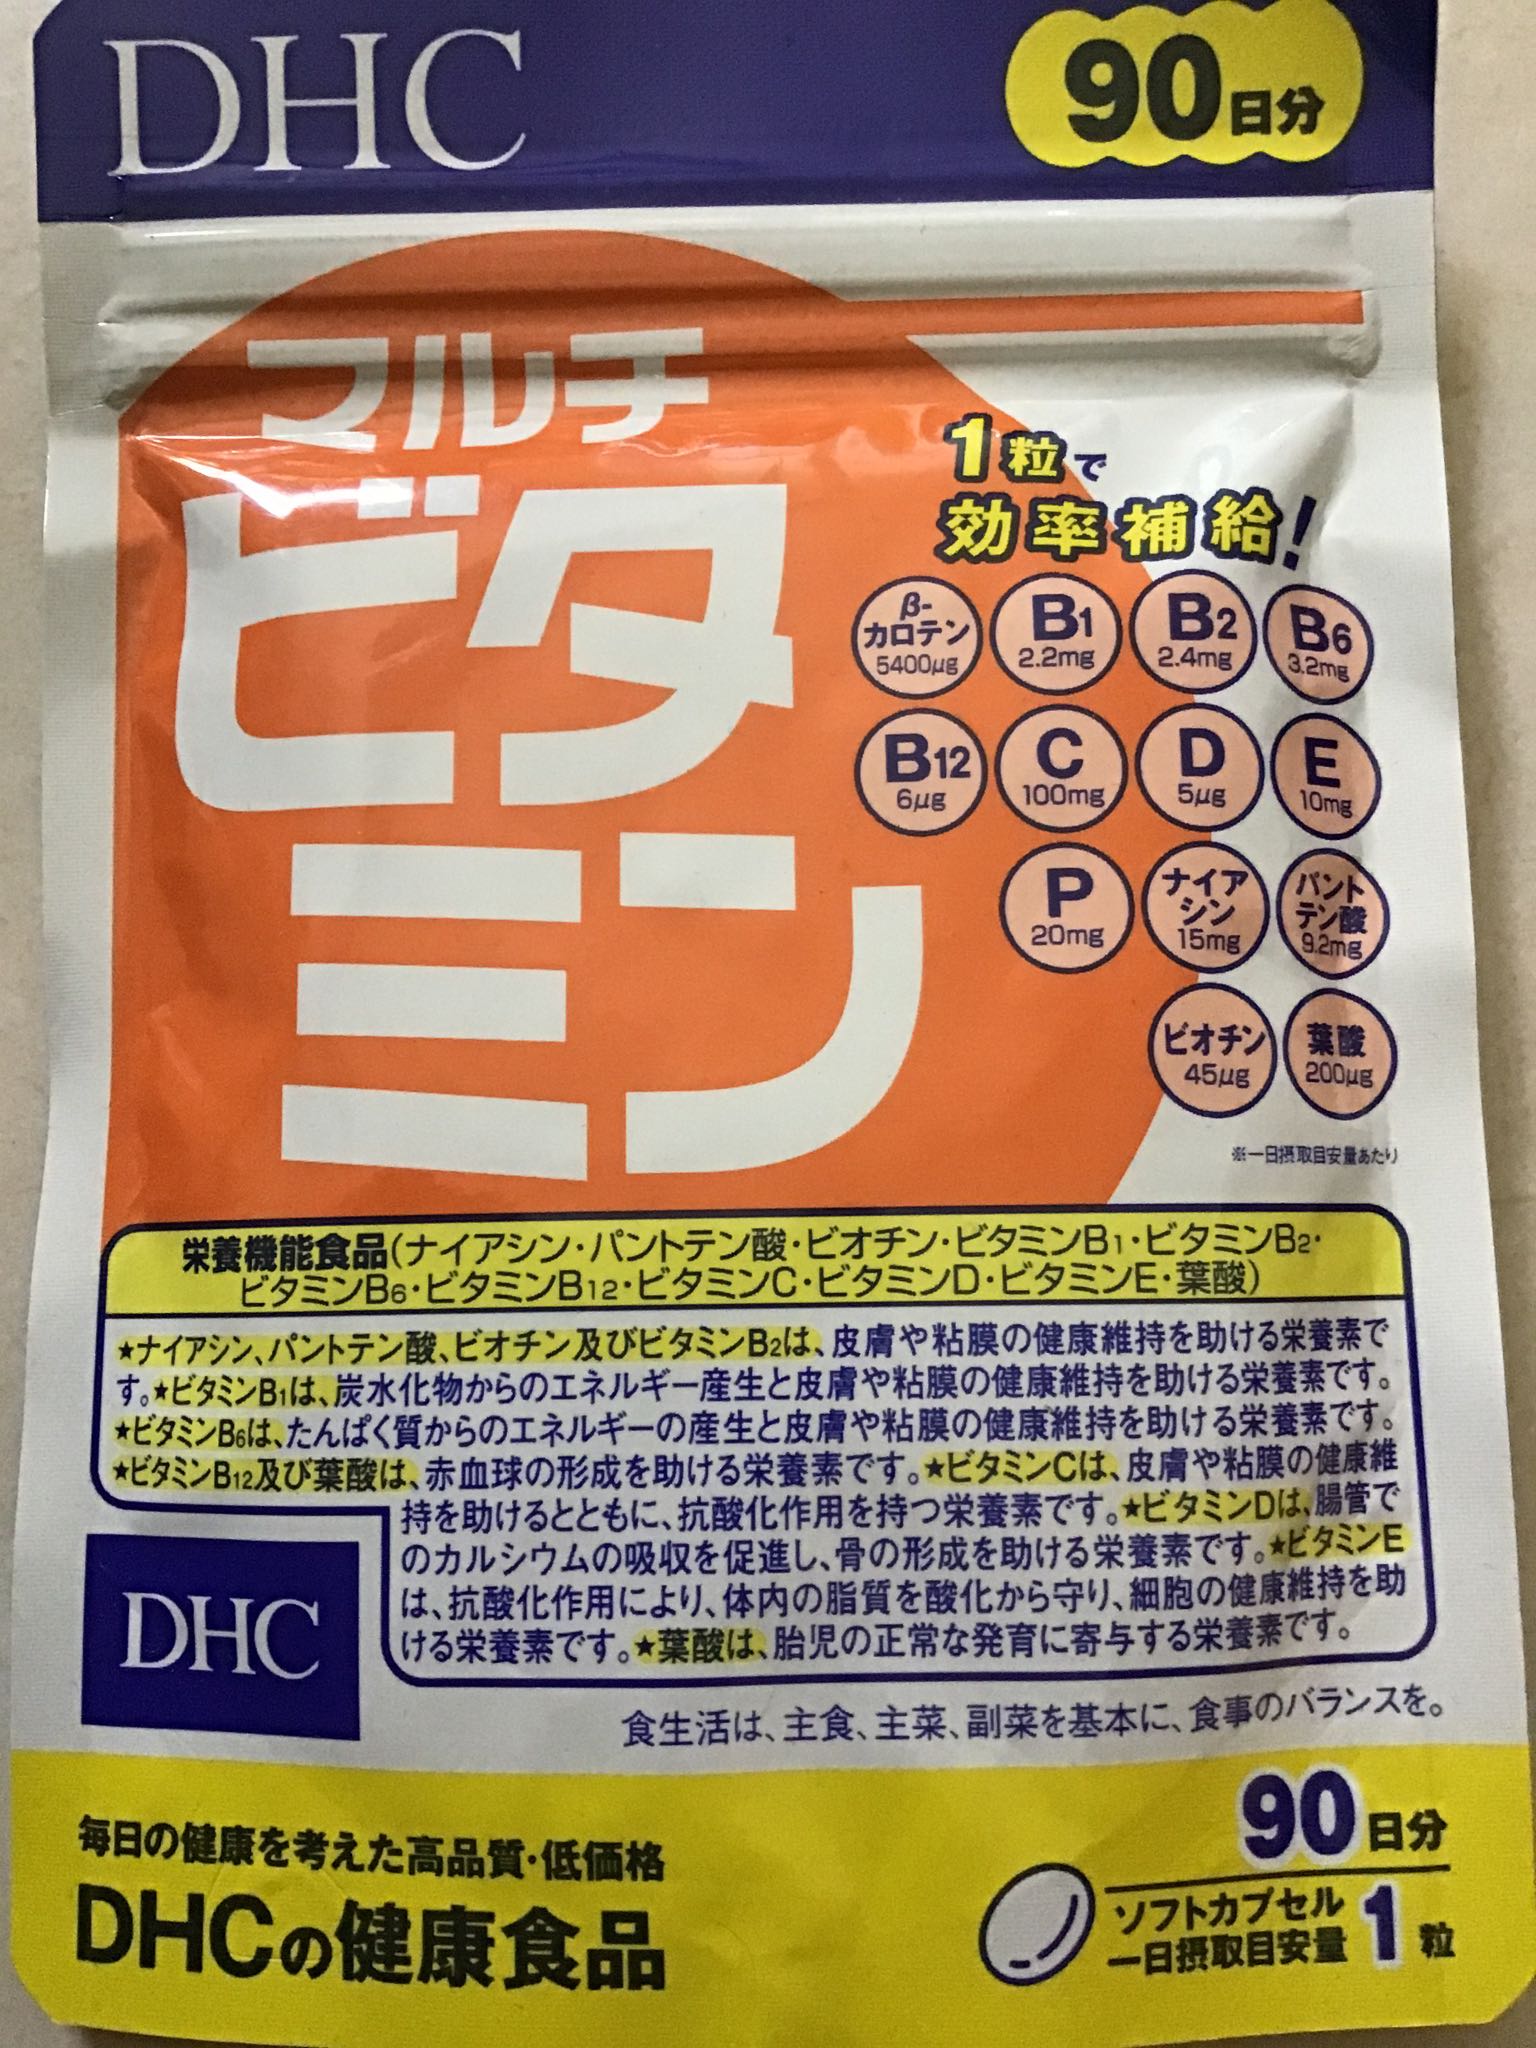 DHC
90日分
マルチ
ビタ
ミン
1粒で
効率補給!
β-
カロテン
5400μg
B1
2.2mg
B2
2.4mg
B6
3.2mg
B12
6μg
C
100mg
D
5μg
E
10mg
P
20mg
ナイア
シン
15mg
パント
テン酸
9.2mg
ビオチン
45μg
葉酸
200μg
※一日摂取目安量あたり
栄養機能食品(ナイアシン・パントテン酸・ビオチン・ビタミンB1・ビタミンB2・
ビタミンB6・ビタミンB12・ビタミンC・ビタミンD・ビタミンE・葉酸)
★ナイアシン、パントテン酸、ビオチン及びビタミンB2は、皮膚や粘膜の健康維持を助ける栄養素で
す。★ビタミンB1は、炭水化物からのエネルギー産生と皮膚や粘膜の健康維持を助ける栄養素です。
★ビタミンB6は、たんぱく質からのエネルギーの産生と皮膚や粘膜の健康維持を助ける栄養素です。
★ビタミンB12及び葉酸は、赤血球の形成を助ける栄養素です。★ビタミンCは、皮膚や粘膜の健康維
持を助けるとともに、抗酸化作用を持つ栄養素です。★ビタミンDは、腸管で
のカルシウムの吸収を促進し、骨の形成を助ける栄養素です。★ビタミンE
は、抗酸化作用により、体内の脂質を酸化から守り、細胞の健康維持を助
ける栄養素です。★葉酸は、胎児の正常な発育に寄与する栄養素です。
DHC
食生活は、主食、主菜、副菜を基本に、食事のバランスを。
毎日の健康を考えた高品質・低価格
DHCの健康食品
90日分
ソフトカプセル
一日摂取目安量 1粒